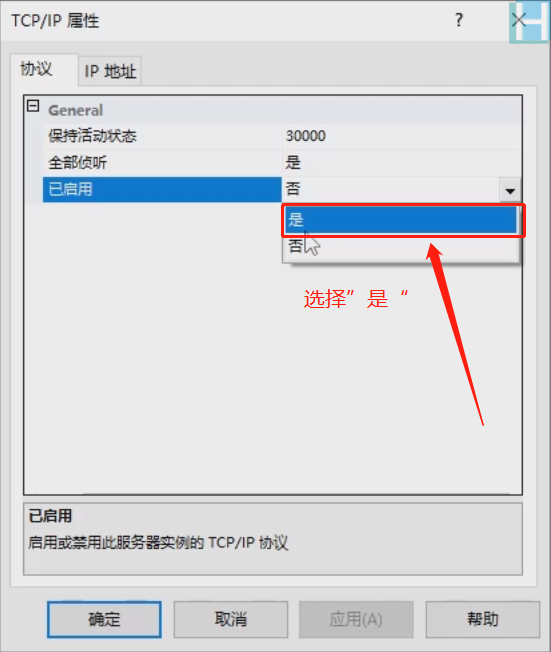 TCP/IP 属性
?
协议
IP 地址
General
保持活动状态 30000
全部侦听 是
已启用 否
是
否
选择”是“
已启用
启用或禁用此服务器实例的 TCP/IP 协议
确定 取消 应用(A) 帮助